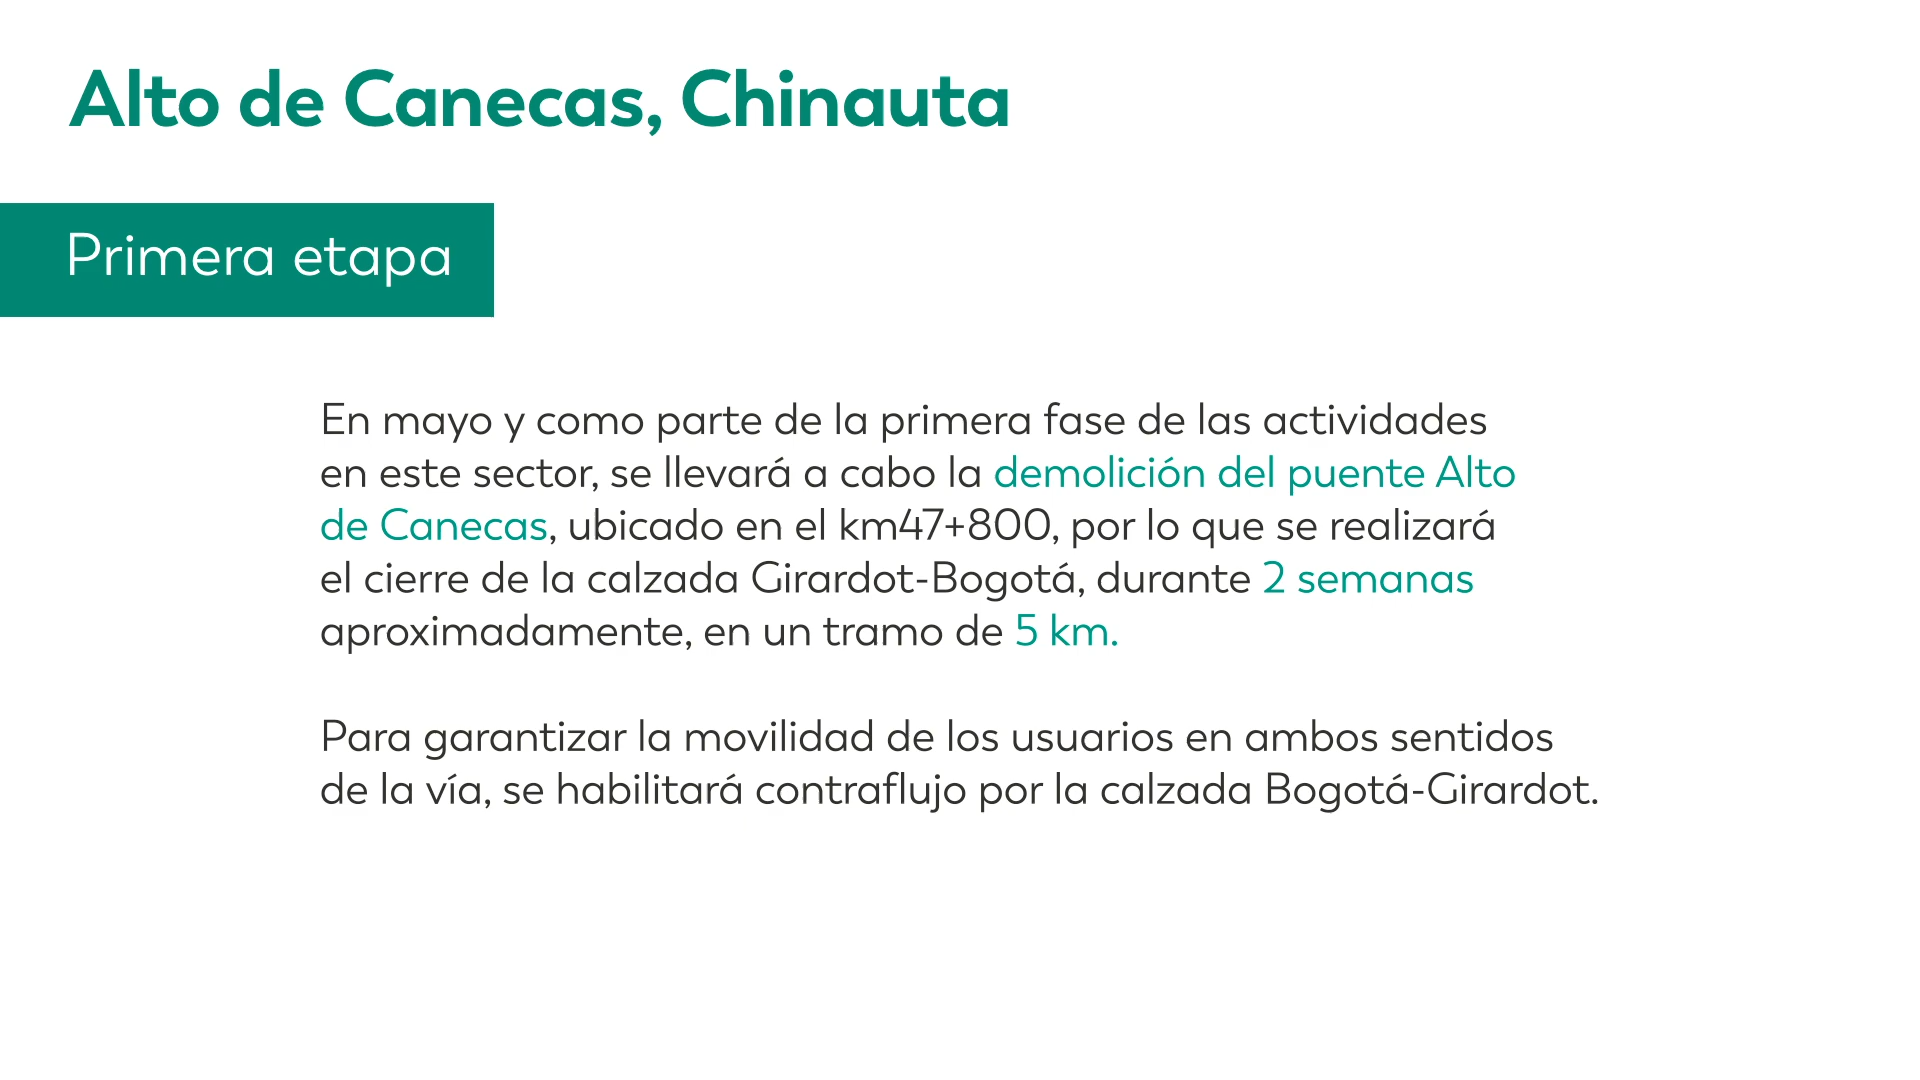 Alto de Canecas, Chinauta
Primera etapa
En mayo y como parte de la primera fase de las actividades
en este sector, se llevará a cabo la demolición del puente Alto
de Canecas, ubicado en el km47+800, por lo que se realizará
el cierre de la calzada Girardot-Bogotá, durante 2 semanas
aproximadamente, en un tramo de 5 km.
Para garantizar la movilidad de los usuarios en ambos sentidos
de la vía, se habilitará contraflujo por la calzada Bogotá-Girardot.